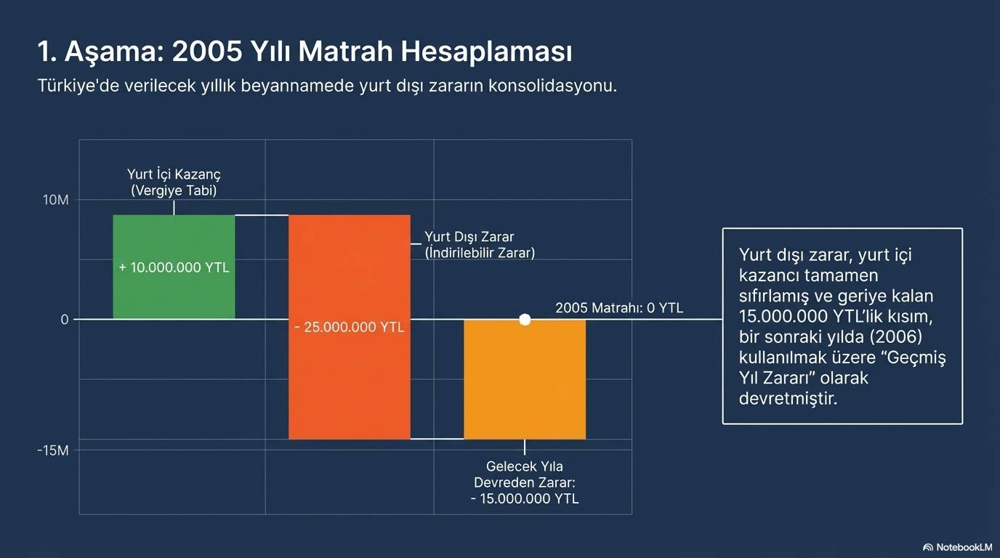 1. Aşama: 2005 Yılı Matrah Hesaplaması
Türkiye'de verilecek yıllık beyannamede yurt dışı zararın konsolidasyonu.
Yurt İçi Kazanç
(Vergiye Tabi)
10M
+ 10.000.000 YTL
Yurt Dışı Zarar
(İndirilebilir Zarar)
2005 Matrahı: 0 YTL
0
- 25.000.000 YTL
-15M
Gelecek Yıla
Devreden Zarar:
- 15.000.000 YTL
Yurt dışı zarar, yurt içi
kazancı tamamen
sıfırlamış ve geriye kalan
15.000.000 YTL’lik kısım,
bir sonraki yılda (2006)
kullanılmak üzere “Geçmiş
Yıl Zararı” olarak
devretmiştir.
NotebookLM